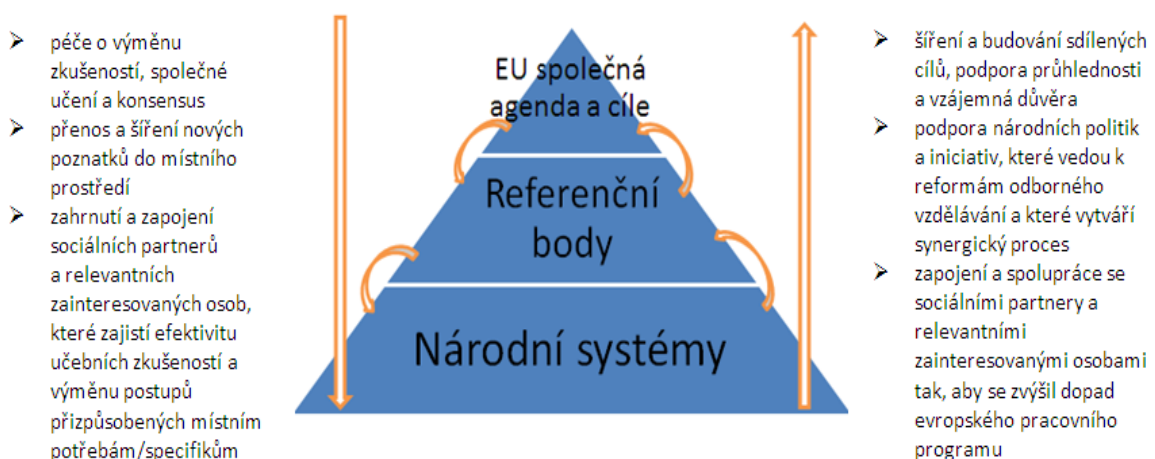 ➢ péče o výměnu
zkušeností, společné
učení a konsensus
➢ přenos a šíření nových
poznatků do místního
prostředí
➢ zahrnutí a zapojení
sociálních partnerů
a relevantních
zainteresovaných osob,
které zajistí efektivitu
učebních zkušeností a
výměnu postupů
přizpůsobených místním
potřebám/specifikům
EU společná
agenda a cíle
Referenční
body
Národní systémy
➢ šíření a budování sdílených
cílů, podpora průhlednosti
a vzájemná důvěra
➢ podpora národních politik
a iniciativ, které vedou k
reformám odborného
vzdělávání a které vytváří
synergický proces
➢ zapojení a spolupráce se
sociálními partnery a
relevantními
zainteresovanými osobami
tak, aby se zvýšil dopad
evropského pracovního
programu